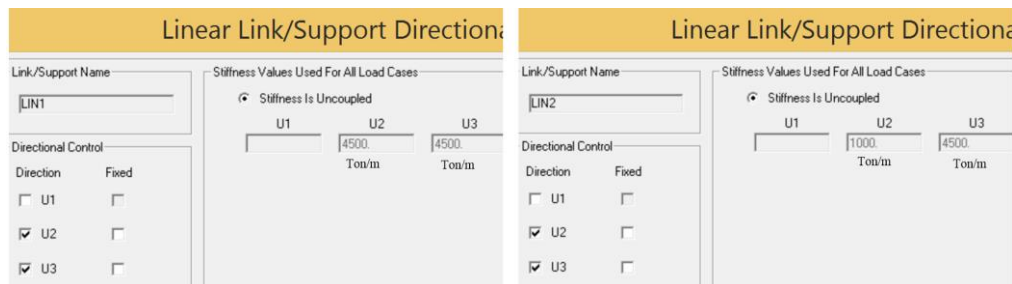 Linear Link/Support Directiona
Link/Support Name
LIN1
Stiffness Values Used For All Load Cases
Stiffness Is Uncoupled
U1 U2 U3
4500. 4500.
Ton/m Ton/m
Directional Control
Direction Fixed
U1
U2
U3
Linear Link/Support Directiona
Link/Support Name
LIN2
Stiffness Values Used For All Load Cases
Stiffness Is Uncoupled
U1 U2 U3
1000. 4500.
Ton/m Ton/m
Directional Control
Direction Fixed
U1
U2
U3